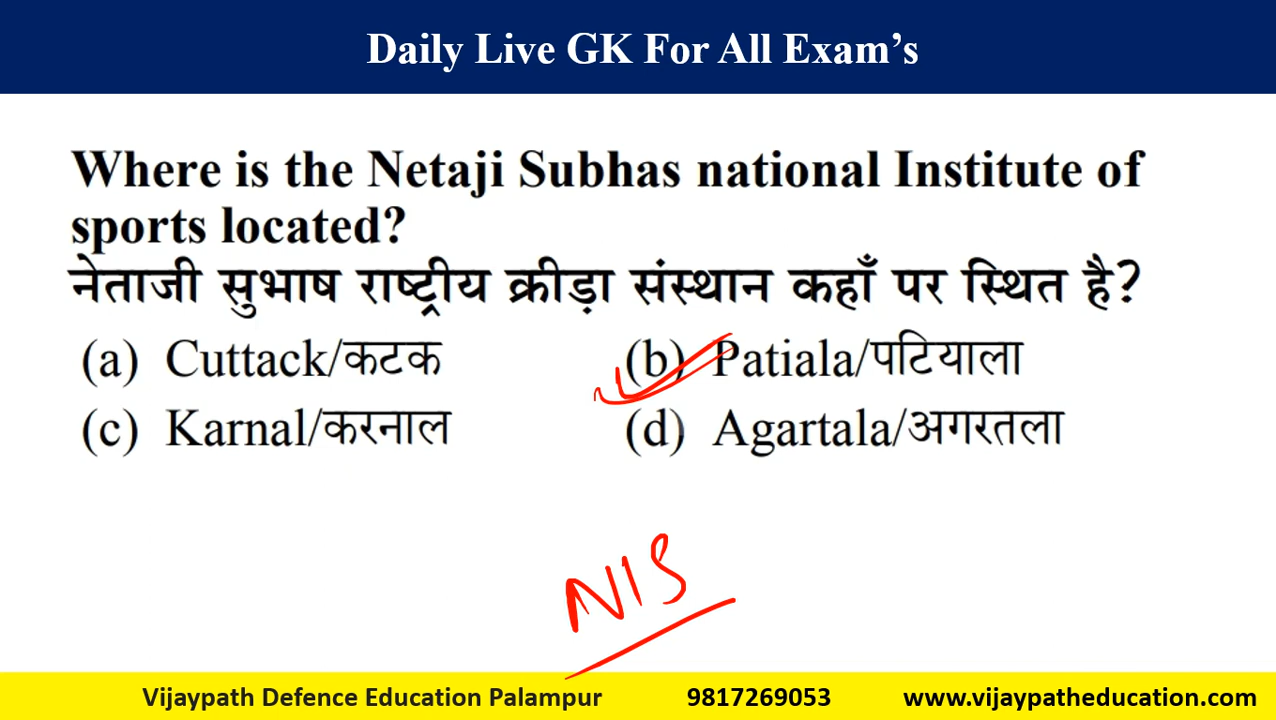 Daily Live GK For All Exam’s
Where is the Netaji Subhas national Institute of
sports located?
नेताजी सुभाष राष्ट्रीय क्रीड़ा संस्थान कहाँ पर स्थित है?
(a) Cuttack/कटक (b) Patiala/पटियाला
(c) Karnal/करनाल (d) Agartala/अगरतला
NIS
Vijaypath Defence Education Palampur 9817269053 www.vijaypatheducation.com